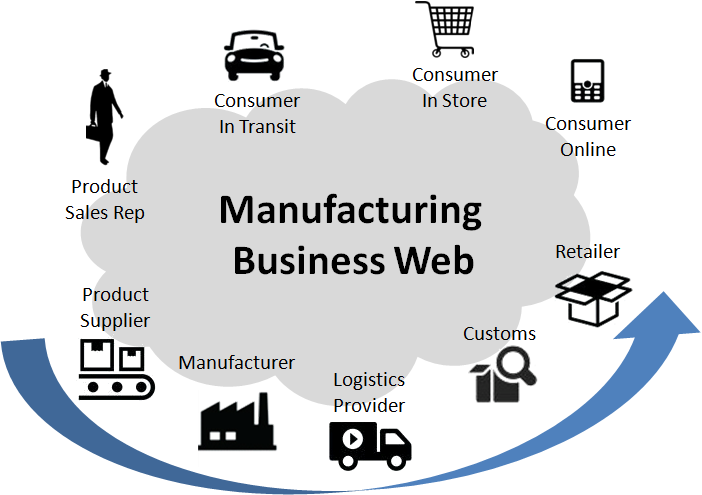 Consumer
In Transit
Consumer
In Store
Consumer
Online
Product
Sales Rep
Manufacturing
Business Web
Retailer
Product
Supplier
Customs
Manufacturer
Logistics
Provider